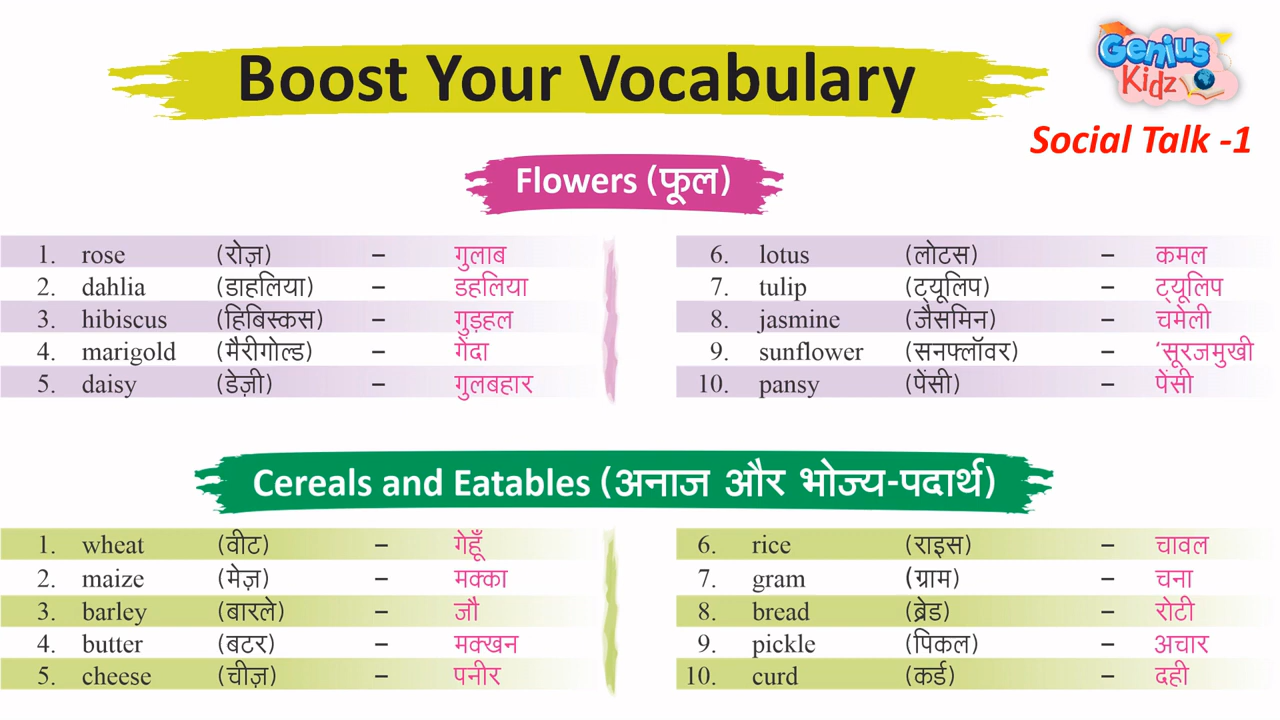 Boost Your Vocabulary
Genius
Kidz
Social Talk -1
Flowers (फूल)
1. rose (रोज़) – गुलाब
2. dahlia (डाहलिया) – डहलिया
3. hibiscus (हिबिस्कस) – गुड़हल
4. marigold (मैरीगोल्ड) – गेंदा
5. daisy (डेज़ी) – गुलबहार
6. lotus (लोटस) – कमल
7. tulip (ट्यूलिप) – ट्यूलिप
8. jasmine (जैसमिन) – चमेली
9. sunflower (सनफ्लॉवर) – ‘सूरजमुखी
10. pansy (पेंसी) – पेंसी
Cereals and Eatables (अनाज और भोज्य-पदार्थ)
1. wheat (वीट) – गेहूँ
2. maize (मेज़) – मक्का
3. barley (बारले) – जौ
4. butter (बटर) – मक्खन
5. cheese (चीज़) – पनीर
6. rice (राइस) – चावल
7. gram (ग्राम) – चना
8. bread (ब्रेड) – रोटी
9. pickle (पिकल) – अचार
10. curd (कर्ड) – दही